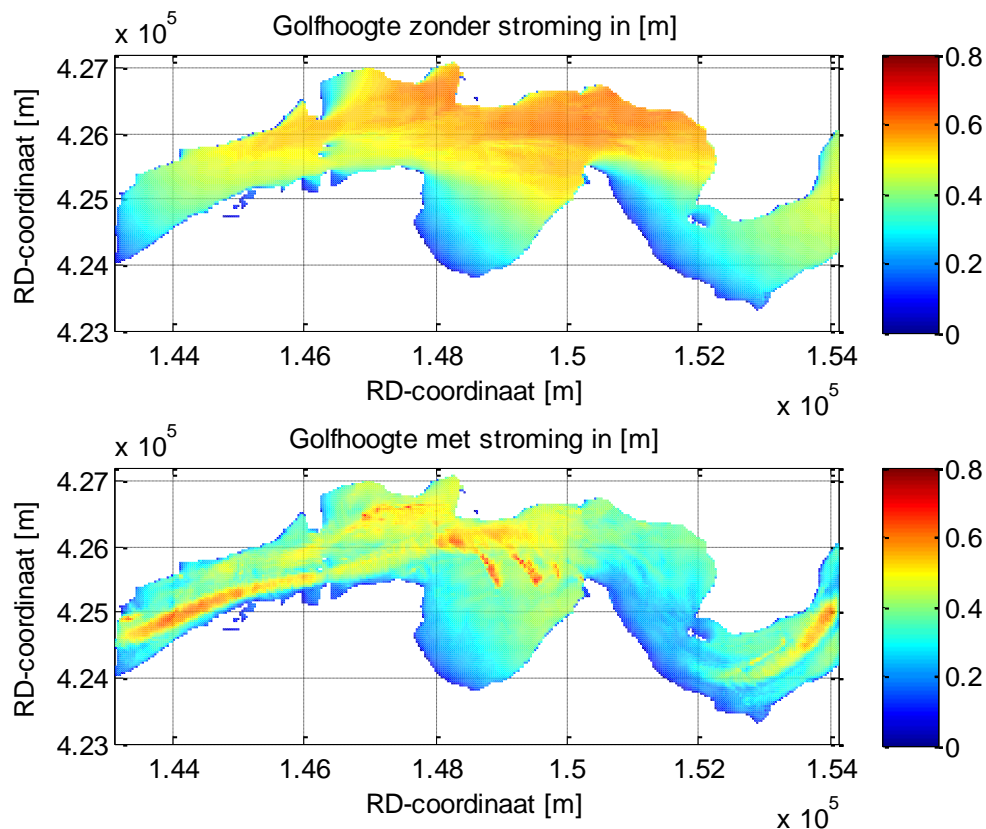 x 10^5
Golfhoogte zonder stroming in [m]
RD-coordinaat [m]
4.27
4.26
4.25
4.24
4.23
1.44 1.46 1.48 1.5 1.52 1.54
RD-coordinaat [m]
x 10^5
0.8
0.6
0.4
0.2
0
x 10^5
Golfhoogte met stroming in [m]
RD-coordinaat [m]
4.27
4.26
4.25
4.24
4.23
1.44 1.46 1.48 1.5 1.52 1.54
RD-coordinaat [m]
x 10^5
0.8
0.6
0.4
0.2
0